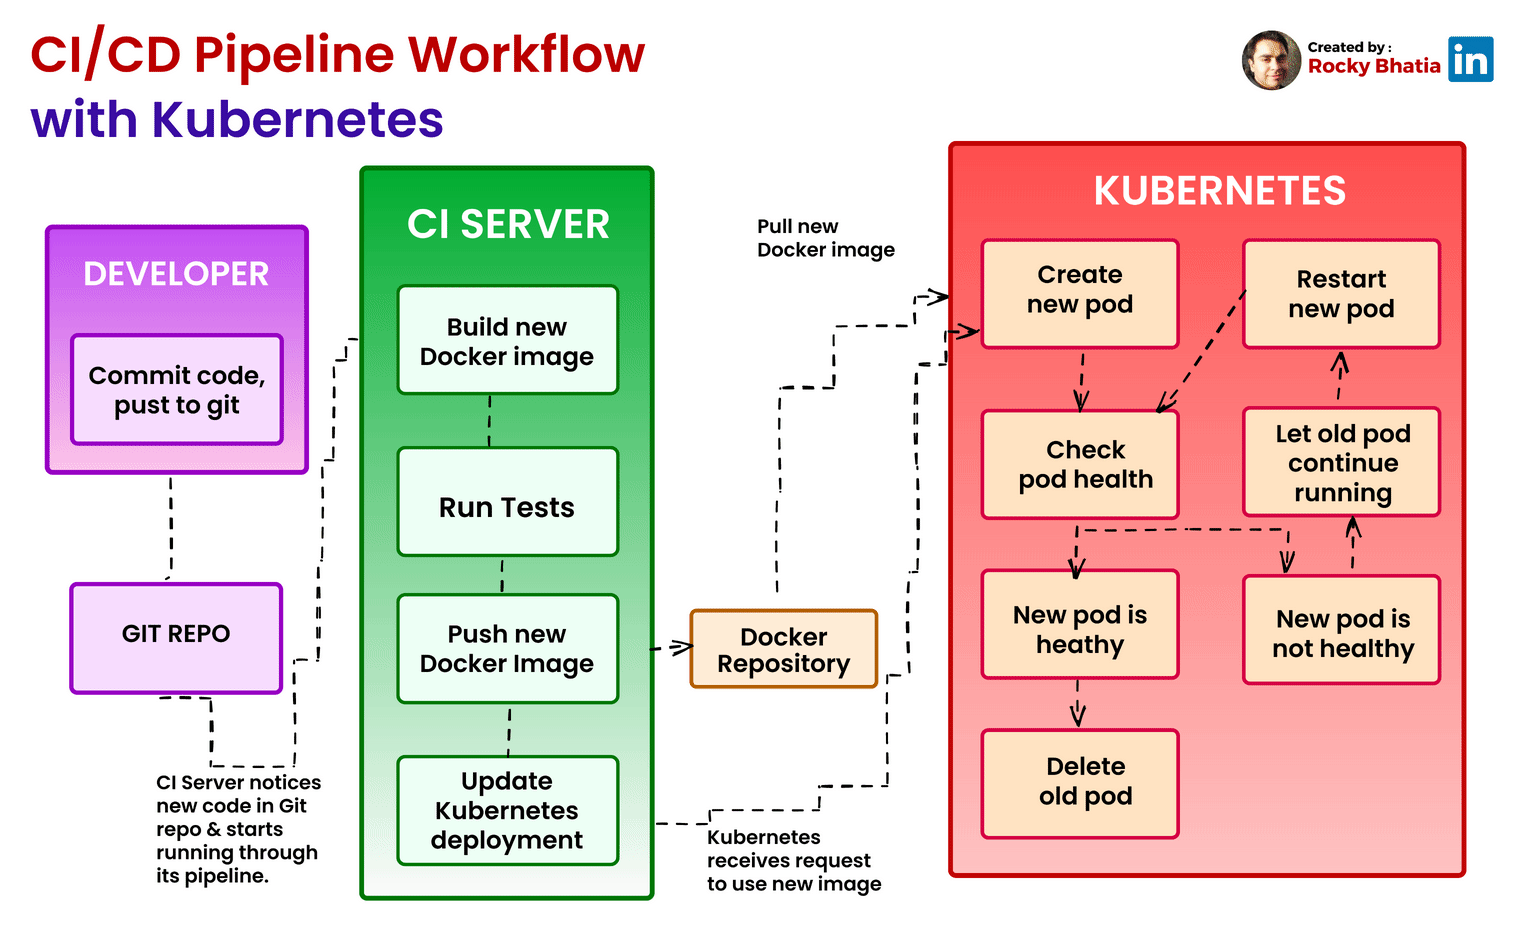 CI/CD Pipeline Workflow
with Kubernetes
Created by :
Rocky Bhatia
in
DEVELOPER
Commit code,
pust to git
GIT REPO
CI Server notices
new code in Git
repo & starts
running through
its pipeline.
CI SERVER
Build new
Docker image
Run Tests
Push new
Docker Image
Update
Kubernetes
deployment
Docker
Repository
Pull new
Docker image
Kubernetes
receives request
to use new image
KUBERNETES
Create
new pod
Restart
new pod
Check
pod health
Let old pod
continue
running
New pod is
heathy
New pod is
not healthy
Delete
old pod